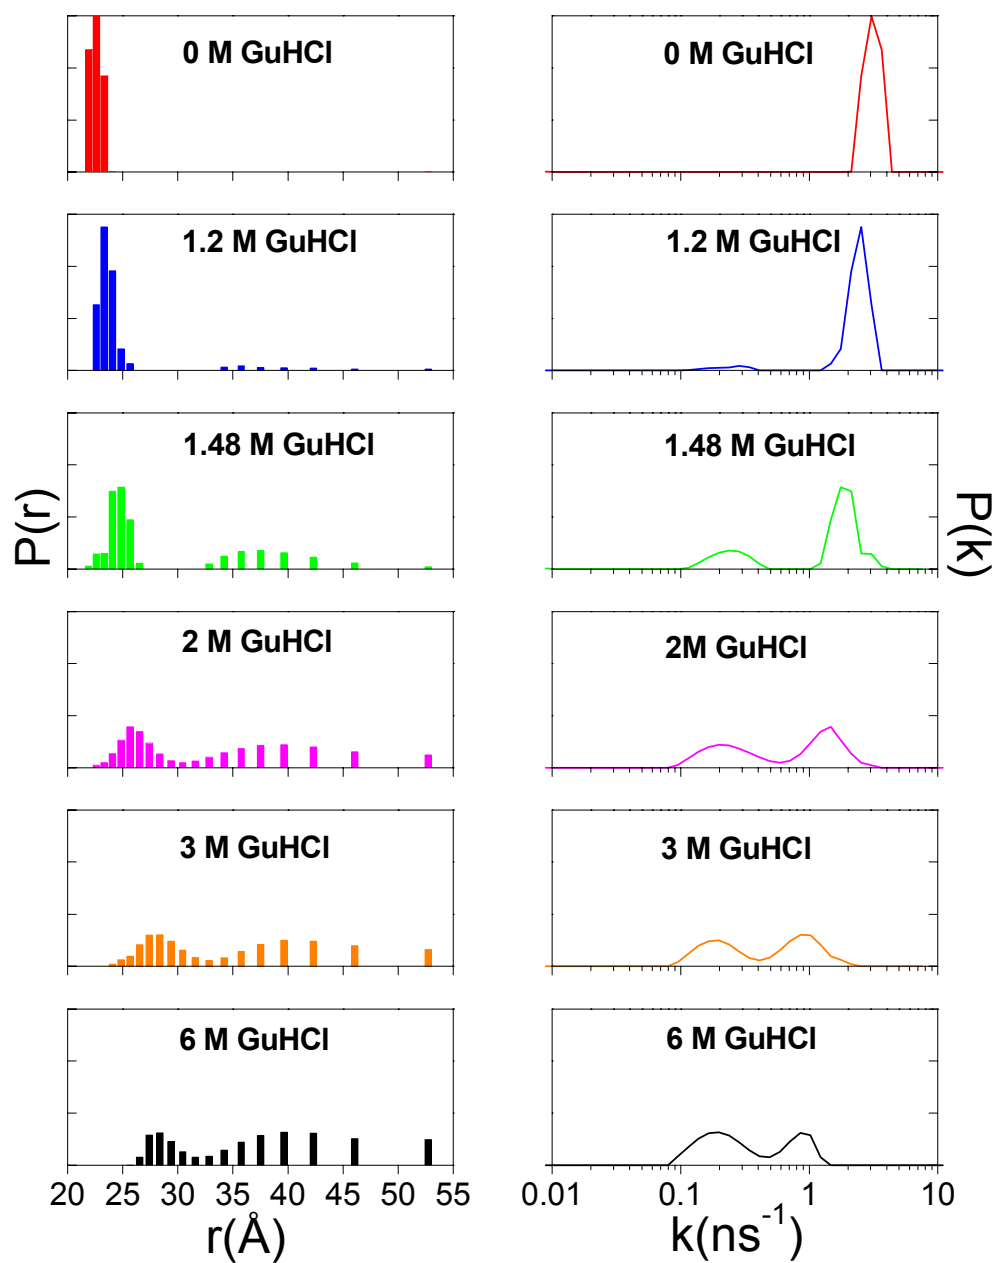 0 M GuHCl
0 M GuHCl
1.2 M GuHCl
1.2 M GuHCl
1.48 M GuHCl
1.48 M GuHCl
P(r)
P(k)
2 M GuHCl
2M GuHCl
3 M GuHCl
3 M GuHCl
6 M GuHCl
6 M GuHCl
20 25 30 35 40 45 50 55
0.01 0.1 1 10
r(Å)
k(ns⁻¹)